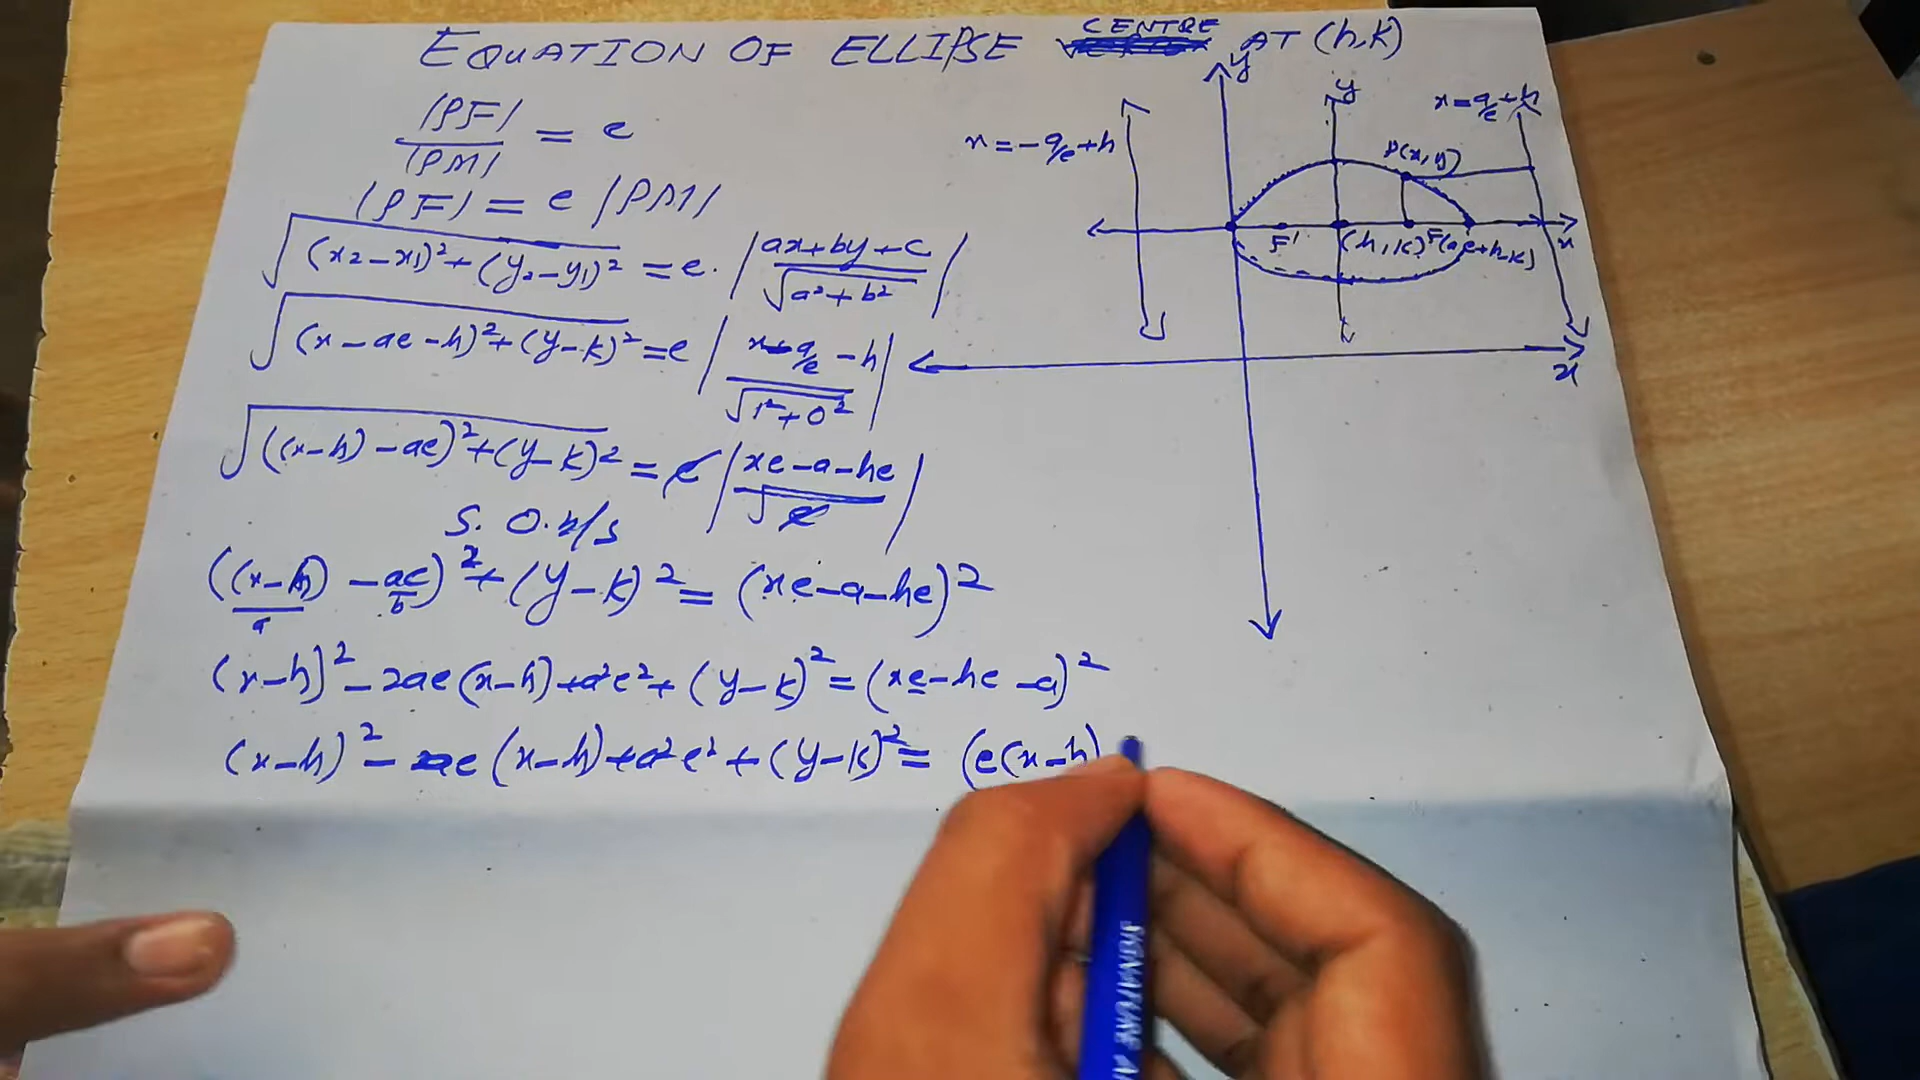 EQUATION OF ELLIPSE CENTRE AT (h,k)
|PF| / |PM| = e
|PF| = e |PM|
√(x₂-x₁)²+(y₂-y₁)² = e. |ax+by+c / √a²+b²|
√(x-ae-h)²+(y-k)² = e |x-a/e-h / √1²+0²|
√((x-h)-ae)²+(y-k)² = e |xe-a-he / √e|
S. O. b/s
((x-h)/a - ae/b)² + (y-k)² = (xe-a-he)²
(x-h)² - 2ae(x-h)+a²e²+(y-k)² = (xe-he-a)²
(x-h)² - 2ae(x-h)+a²e²+(y-k)² = (e(x-h)
y
y
x=-a/e+h
x=a/e+h
P(x,y)
F'
(h,k)
F(ae+h,k)
x
x
SIGNATURE